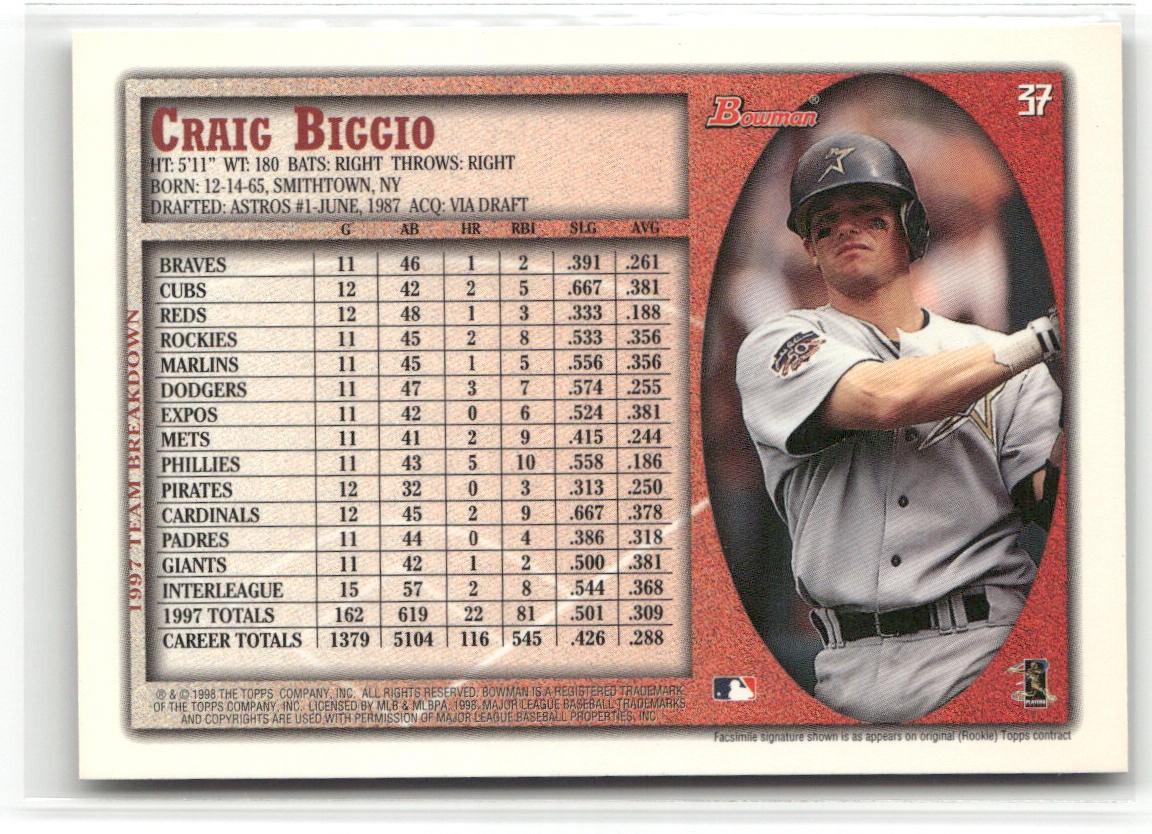 CRAIG BIGGIO
HT: 5'11" WT: 180 BATS: RIGHT THROWS: RIGHT
BORN: 12-14-65, SMITHTOWN, NY
DRAFTED: ASTROS #1-JUNE, 1987 ACQ: VIA DRAFT
Bowman®
37
1997 TEAM BREAKDOWN
G AB HR RBI SLG AVG
BRAVES 11 46 1 2 .391 .261
CUBS 12 42 2 5 .667 .381
REDS 12 48 1 3 .333 .188
ROCKIES 11 45 2 8 .533 .356
MARLINS 11 45 1 5 .556 .356
DODGERS 11 47 3 7 .574 .255
EXPOS 11 42 0 6 .524 .381
METS 11 41 2 9 .415 .244
PHILLIES 11 43 5 10 .558 .186
PIRATES 12 32 0 3 .313 .250
CARDINALS 12 45 2 9 .667 .378
PADRES 11 44 0 4 .386 .318
GIANTS 11 42 1 2 .500 .381
INTERLEAGUE 15 57 2 8 .544 .368
1997 TOTALS 162 619 22 81 .501 .309
CAREER TOTALS 1379 5104 116 545 .426 .288
® & © 1998 THE TOPPS COMPANY, INC. ALL RIGHTS RESERVED. BOWMAN IS A REGISTERED TRADEMARK
OF THE TOPPS COMPANY, INC. LICENSED BY MLB & MLBPA, 1998. MAJOR LEAGUE BASEBALL TRADEMARKS
AND COPYRIGHTS ARE USED WITH PERMISSION OF MAJOR LEAGUE BASEBALL PROPERTIES, INC.
50
PLAYERS
Facsimile signature shown is as appears on original (Rookie) Topps contract